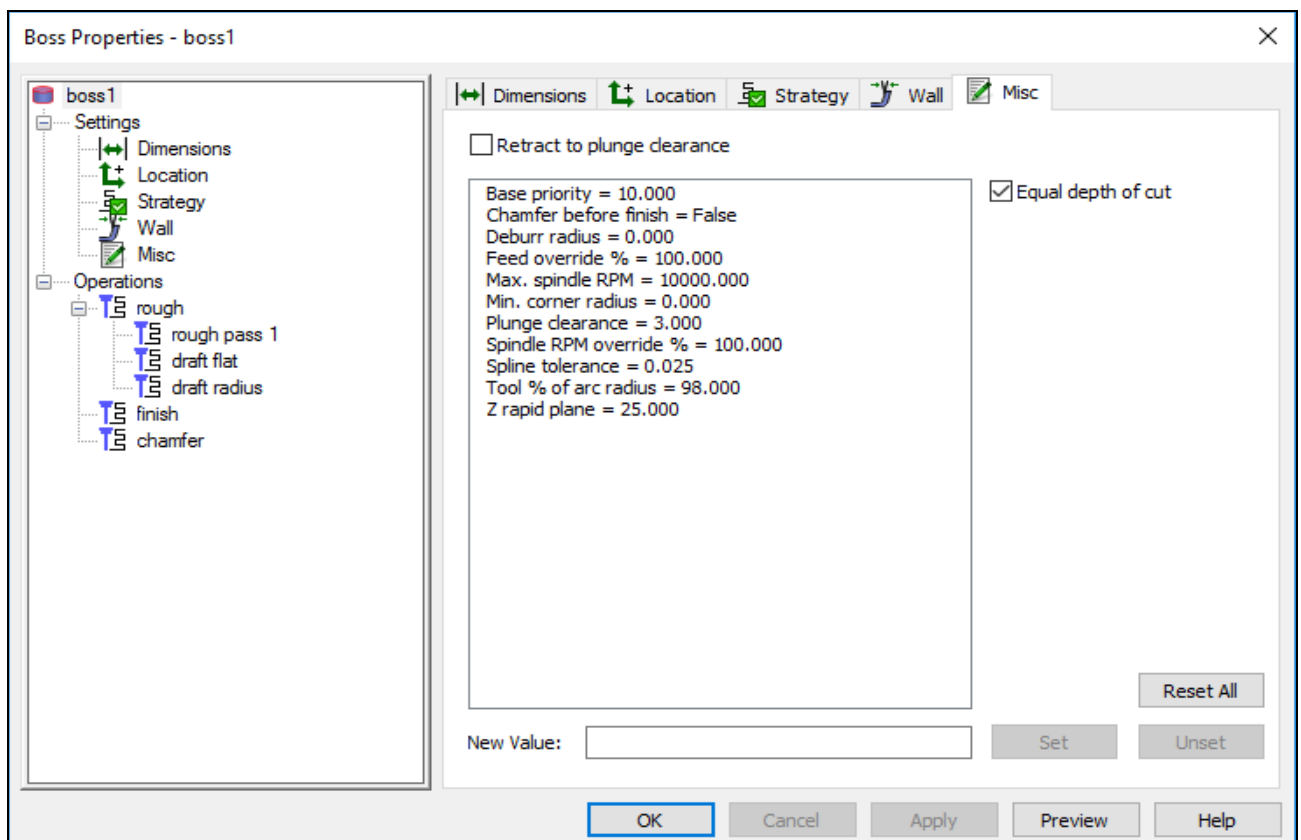 Boss Properties - boss1
boss1
Settings
Dimensions
Location
Strategy
Wall
Misc
Operations
rough
rough pass 1
draft flat
draft radius
finish
chamfer
Dimensions Location Strategy Wall Misc
Retract to plunge clearance
Base priority = 10.000
Chamfer before finish = False
Deburr radius = 0.000
Feed override % = 100.000
Max. spindle RPM = 10000.000
Min. corner radius = 0.000
Plunge clearance = 3.000
Spindle RPM override % = 100.000
Spline tolerance = 0.025
Tool % of arc radius = 98.000
Z rapid plane = 25.000
Equal depth of cut
Reset All
New Value: Set Unset
OK Cancel Apply Preview Help